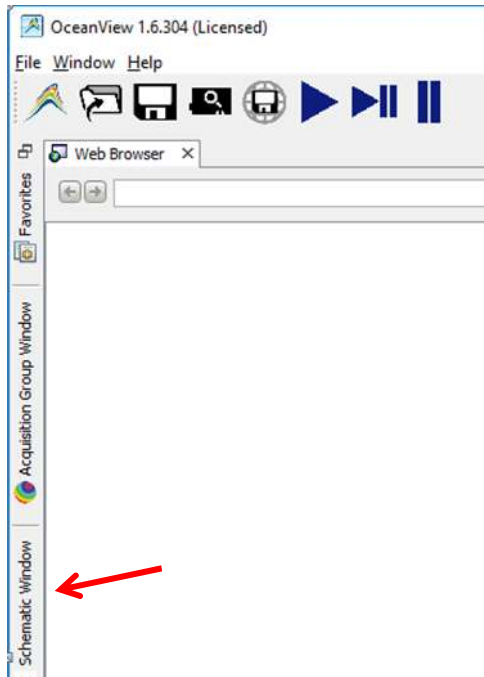 OceanView 1.6.304 (Licensed)
File Window Help
Web Browser
Favorites
Acquisition Group Window
Schematic Window